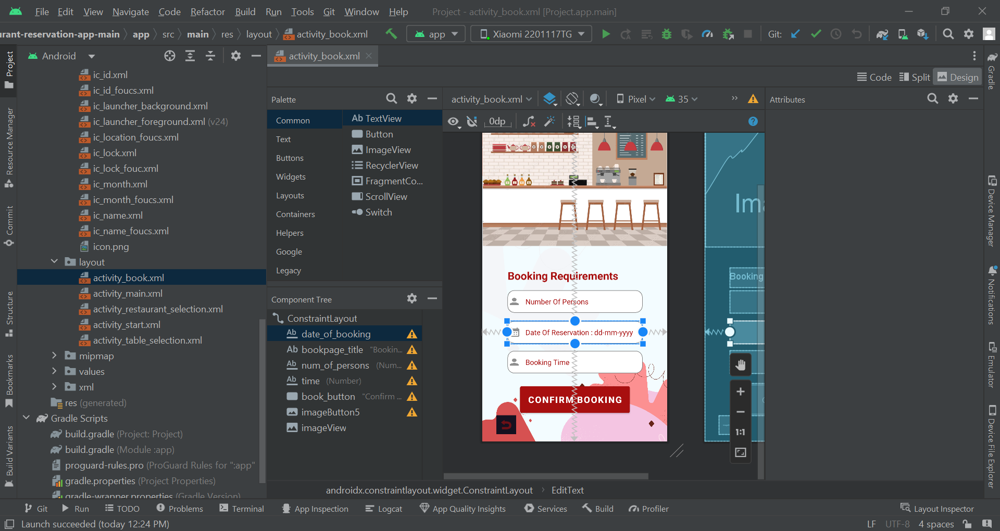 File Edit View Navigate Code Refactor Build Run Tools Git Window Help Project - activity_book.xml [Project.app.main]
urant-reservation-app-main app src main res layout activity_book.xml app Xiaomi 2201117TG Git:
Android
activity_book.xml
Code Split Design
Project
Resource Manager
Commit
Structure
Bookmarks
Build Variants
ic_id.xml
ic_id_foucs.xml
ic_launcher_background.xml
ic_launcher_foreground.xml (v24)
ic_location_foucs.xml
ic_lock.xml
ic_lock_fouc.xml
ic_month.xml
ic_month_foucs.xml
ic_name.xml
ic_name_foucs.xml
icon.png
layout
activity_book.xml
activity_main.xml
activity_restaurant_selection.xml
activity_start.xml
activity_table_selection.xml
mipmap
values
xml
res (generated)
Gradle Scripts
build.gradle (Project: Project)
build.gradle (Module :app)
proguard-rules.pro (ProGuard Rules for ":app"
gradle.properties (Project Properties)
gradle-wrapper.properties (Gradle Version)
Palette
Common
Text
Buttons
Widgets
Layouts
Containers
Helpers
Google
Legacy
Ab TextView
Button
ImageView
RecyclerView
FragmentCo...
ScrollView
Switch
Component Tree
ConstraintLayout
Ab date_of_booking
Ab bookpage_title "Bookin...
Ab num_of_persons (Num...
Ab time (Number)
book_button "Confirm ...
imageButton5
imageView
activity_book.xml Pixel 35
0dp
Booking Requirements
Number Of Persons
Date Of Reservation : dd-mm-yyyy
Booking Time
CONFIRM BOOKING
Ima
Booking
1:1
androidx.constraintlayout.widget.ConstraintLayout EditText
Attributes
Gradle
Device Manager
Notifications
Emulator
Device File Explorer
Git Run TODO Problems Terminal App Inspection Logcat App Quality Insights Services Build Profiler Layout Inspector
Launch succeeded (today 12:24 PM) LF UTF-8 4 spaces